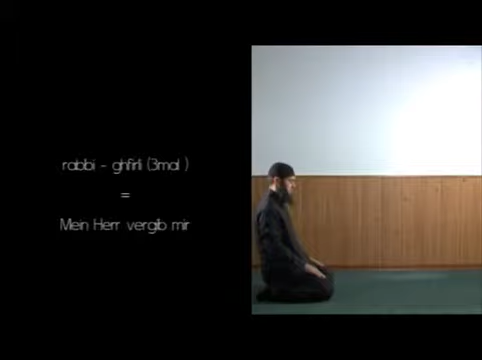 rabbi - ghfirli (3mal )
=
Mein Herr vergib mir